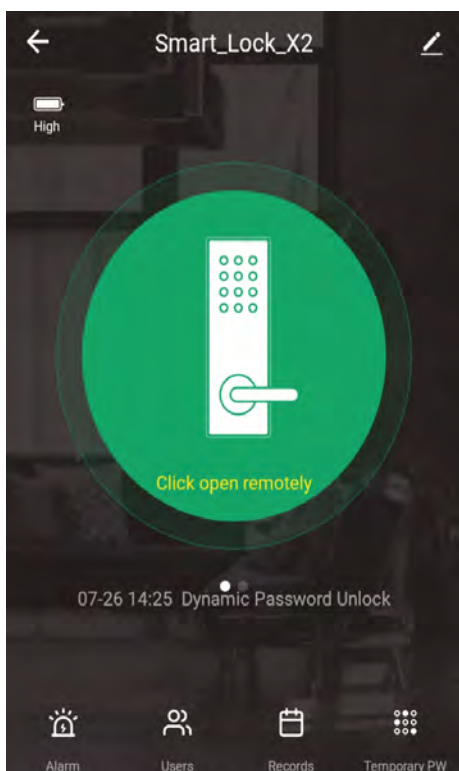 Smart_Lock_X2
High
Click open remotely
07-26 14:25 Dynamic Password Unlock
Alarm
Users
Records
Temporary PW